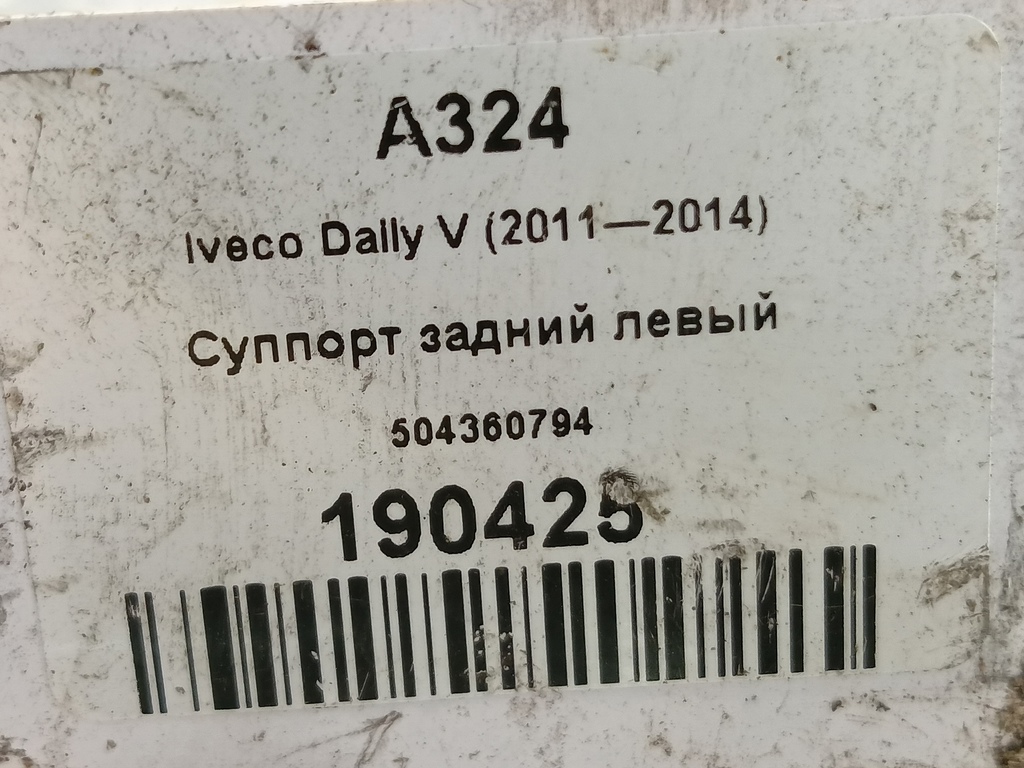 A324
Iveco Daily V (2011—2014)
Суппорт задний левый
504360794
190425